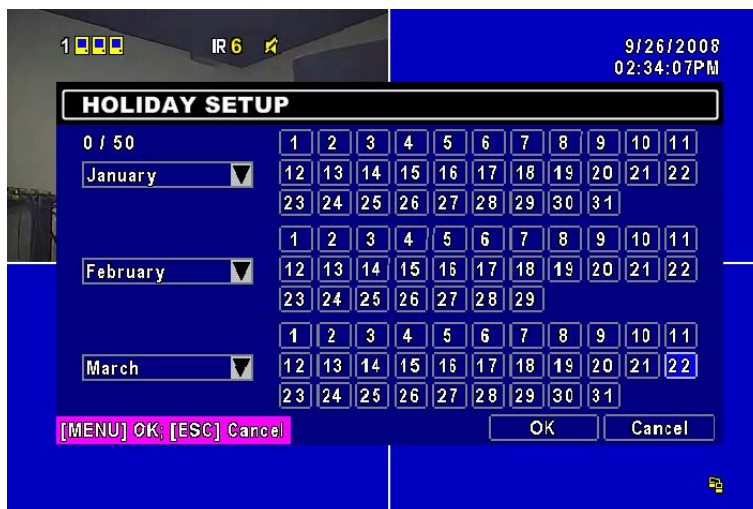 1 IR 6 9/26/2008
02:34:07PM
HOLIDAY SETUP
0 / 50 1 2 3 4 5 6 7 8 9 10 11
January 12 13 14 15 16 17 18 19 20 21 22
23 24 25 26 27 28 29 30 31
1 2 3 4 5 6 7 8 9 10 11
February 12 13 14 15 16 17 18 19 20 21 22
23 24 25 26 27 28 29
1 2 3 4 5 6 7 8 9 10 11
March 12 13 14 15 16 17 18 19 20 21 22
23 24 25 26 27 28 29 30 31
[MENU] OK; [ESC] Cancel OK Cancel